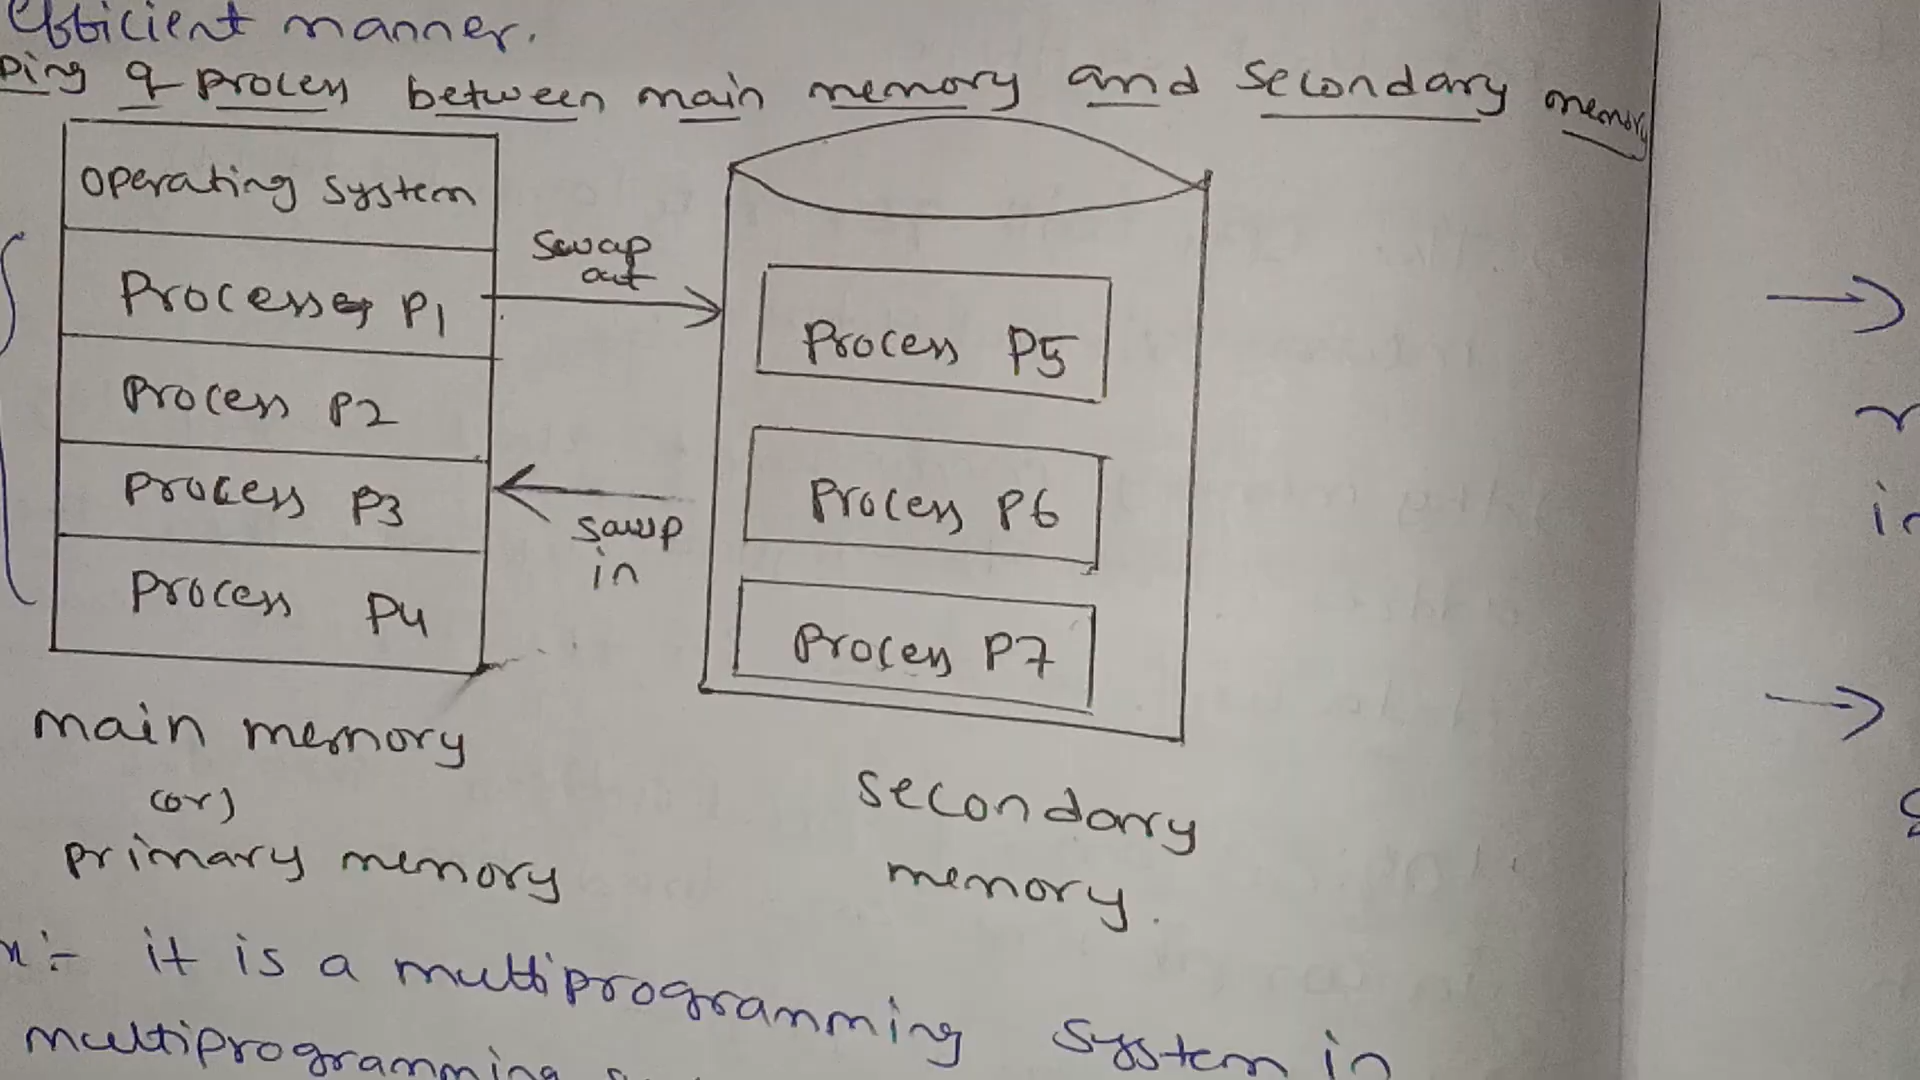 efficient manner.
ping of process between main memory and secondary memory
operating system
Process P1
Process P2
Process P3
Process P4
swap
out
sawp
in
Process P5
Process P6
Process P7
main memory
(or)
primary memory
secondary
memory.
it is a multiprogramming system in
multiprogramming